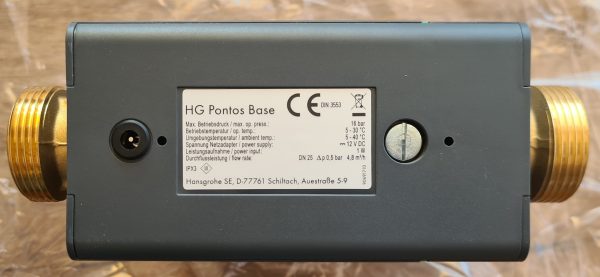 HG Pontos Base CE DIN 3553
Max. Betriebsdruck / max. op. press.: 16 bar
Betriebstemperatur / op. temp.: 5 - 30 °C
Umgebungstemperatur / ambient temp.: 5 - 40 °C
Spannung Netzadapter / power supply: ⎓ 12 V DC
Leistungsaufnahme / power input: 1 W
Durchflussleistung / flow rate: DN 25 Δ p 0,5 bar 4,8 m³/h
IPX3 III
Hansgrohe SE, D-77761 Schiltach, Auestraße 5-9